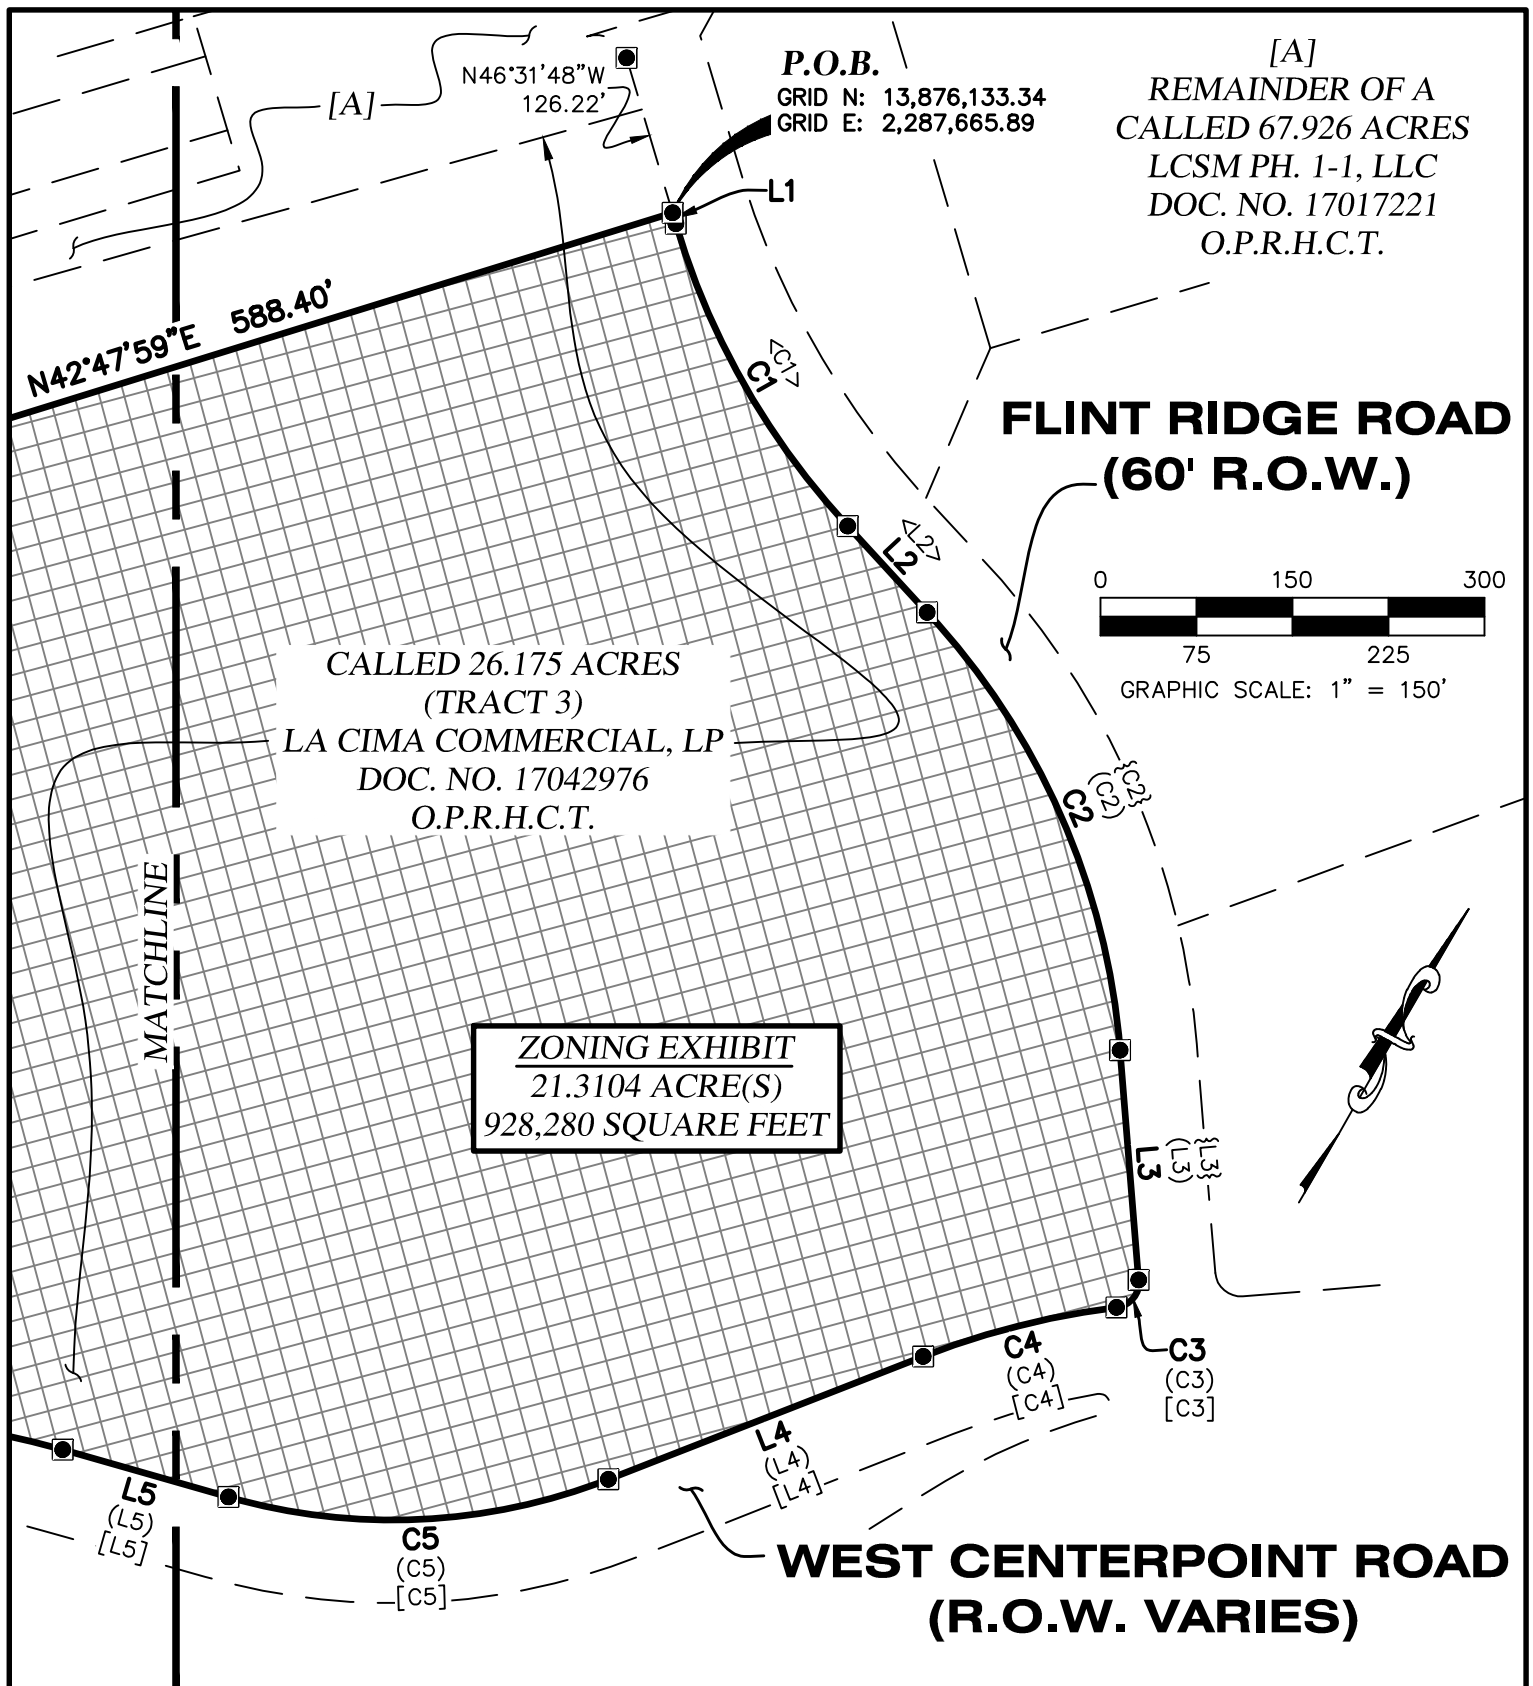 [A]
N46°31'48"W
126.22'
P.O.B.
GRID N: 13,876,133.34
GRID E: 2,287,665.89
[A]
REMAINDER OF A
CALLED 67.926 ACRES
LCSM PH. 1-1, LLC
DOC. NO. 17017221
O.P.R.H.C.T.
L1
N42°47'59"E 588.40'
C1
<C1>
FLINT RIDGE ROAD
(60' R.O.W.)
L2
<L2>
0 150 300
75 225
GRAPHIC SCALE: 1" = 150'
CALLED 26.175 ACRES
(TRACT 3)
LA CIMA COMMERCIAL, LP
DOC. NO. 17042976
O.P.R.H.C.T.
C2
(C2)
{C2}
MATCHLINE
ZONING EXHIBIT
21.3104 ACRE(S)
928,280 SQUARE FEET
L3
(L3)
{L3}
C4
(C4)
[C4]
C3
(C3)
[C3]
L4
(L4)
[L4]
L5
(L5)
[L5]
C5
(C5)
[C5]
WEST CENTERPOINT ROAD
(R.O.W. VARIES)